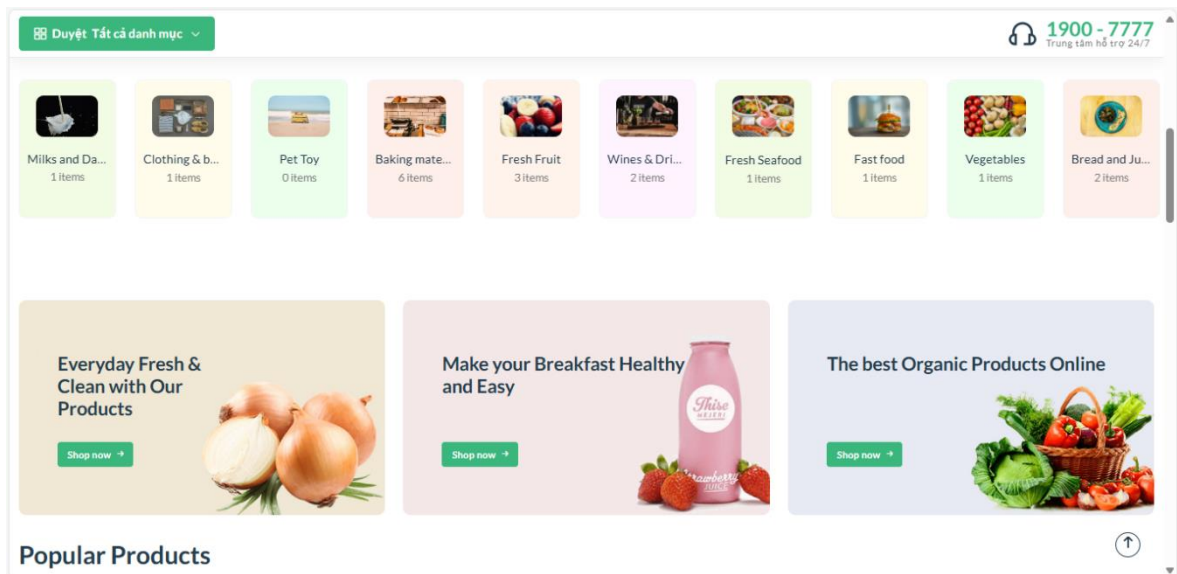 Duyệt Tất cả danh mục
1900 - 7777
Trung tâm hỗ trợ 24/7
Milks and Da...
1 items
Clothing & b...
1 items
Pet Toy
0 items
Baking mate...
6 items
Fresh Fruit
3 items
Wines & Dri...
2 items
Fresh Seafood
1 items
Fast food
1 items
Vegetables
1 items
Bread and Ju...
2 items
Everyday Fresh &
Clean with Our
Products
Shop now
Make your Breakfast Healthy
and Easy
Shop now
Thise
MEJERI
Strawberry
JUICE
The best Organic Products Online
Shop now
Popular Products